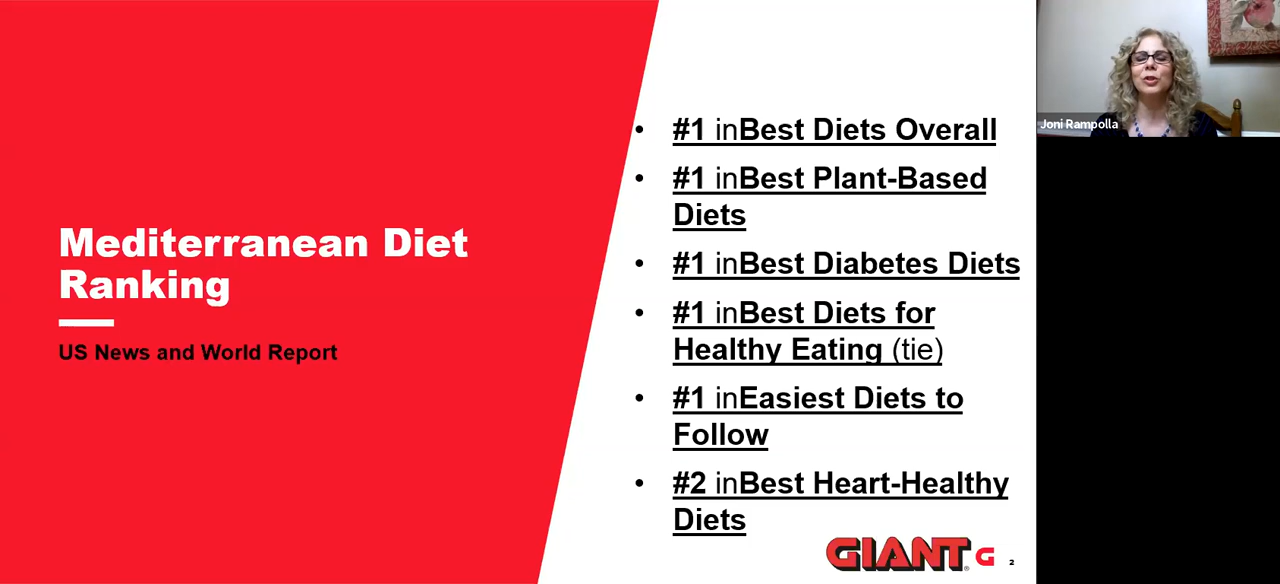 Mediterranean Diet
Ranking
US News and World Report
• #1 inBest Diets Overall
• #1 inBest Plant-Based
Diets
• #1 inBest Diabetes Diets
• #1 inBest Diets for
Healthy Eating (tie)
• #1 inEasiest Diets to
Follow
• #2 inBest Heart-Healthy
Diets
GIANT® G 2
Joni Rampolla